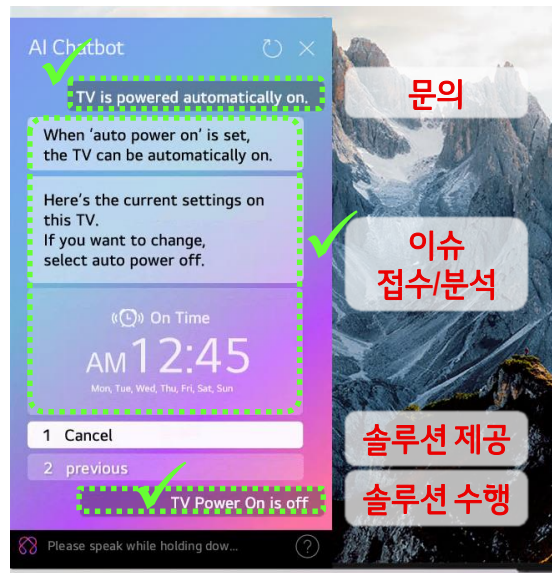 AI Chatbot
TV is powered automatically on.
문의
When ‘auto power on’ is set,
the TV can be automatically on.
Here’s the current settings on
this TV.
If you want to change,
select auto power off.
이슈
접수/분석
On Time
AM 12:45
Mon, Tue, Wed, Thu, Fri, Sat, Sun
1 Cancel
솔루션 제공
2 previous
TV Power On is off
솔루션 수행
Please speak while holding dow...
?